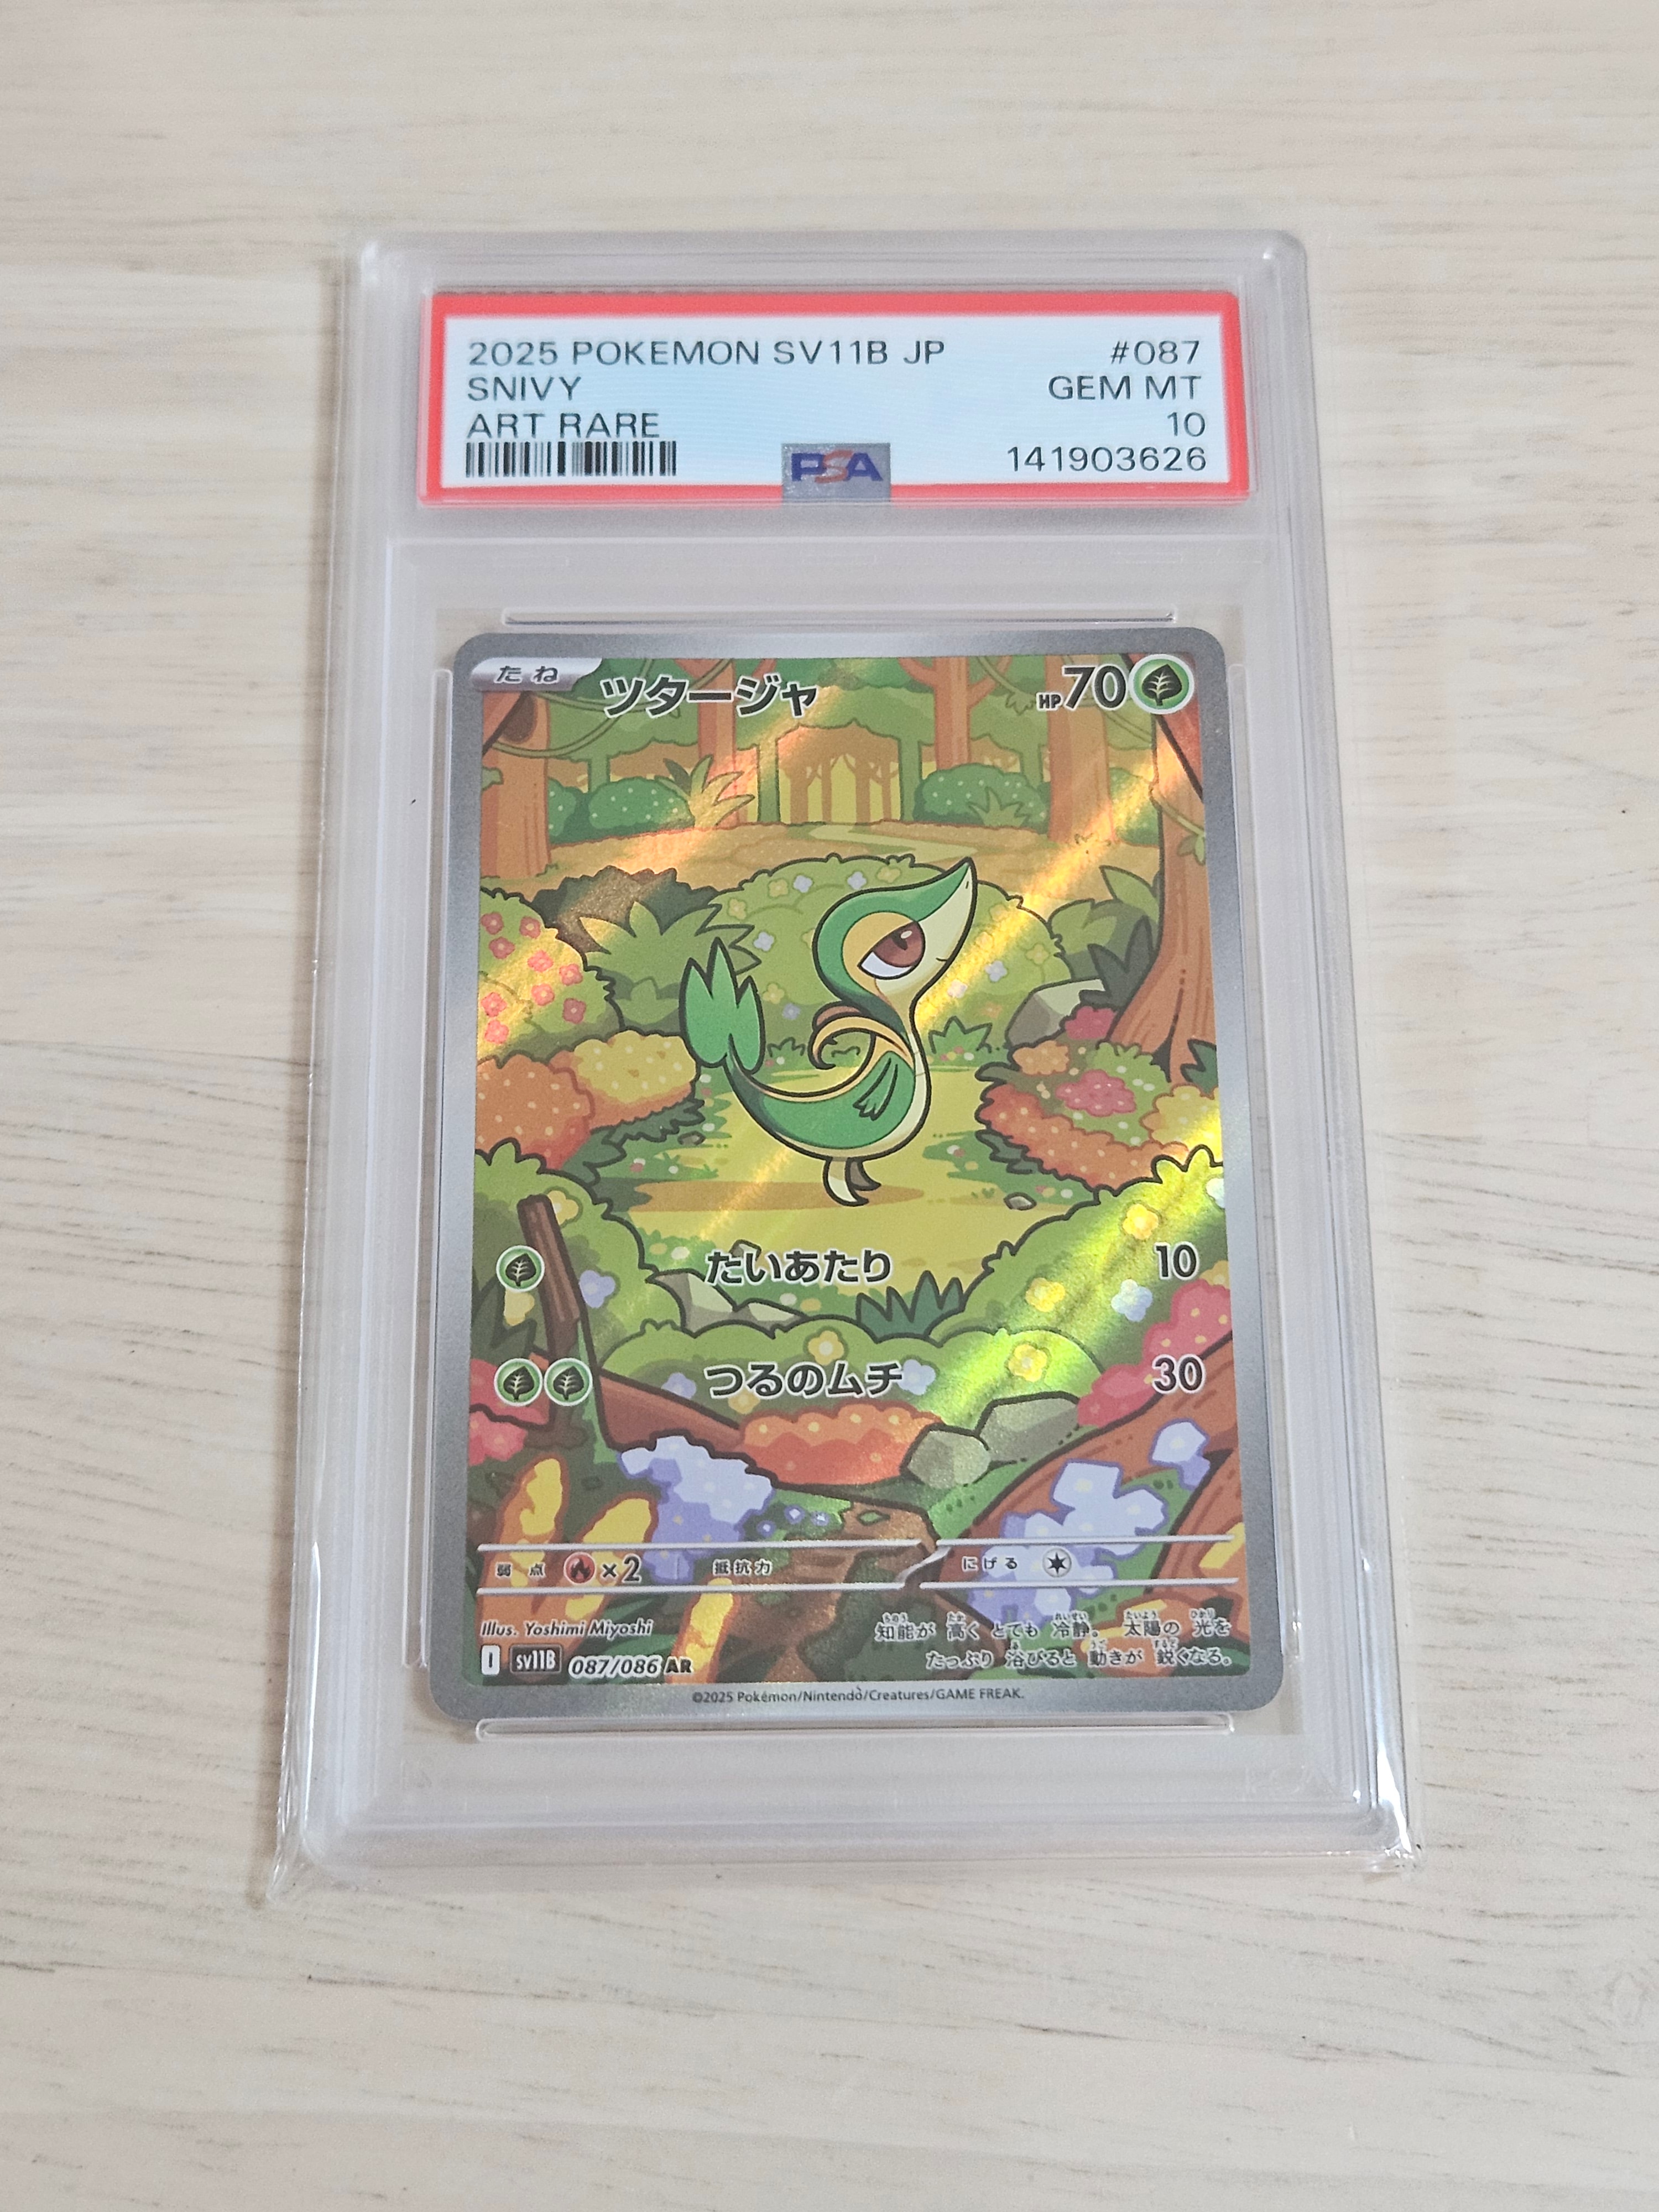 2025 POKEMON SV11B JP #087
SNIVY GEM MT
ART RARE 10
PSA 141903626
たね ツタージャ HP70
たいあたり 10
つるのムチ 30
弱点 ×2 抵抗力 にげる
Illus. Yoshimi Miyoshi
知能が高くとても冷静。太陽の光を
たっぷり浴びると動きが鋭くなる。
I sv11B 087/086 AR
©2025 Pokémon/Nintendo/Creatures/GAME FREAK.